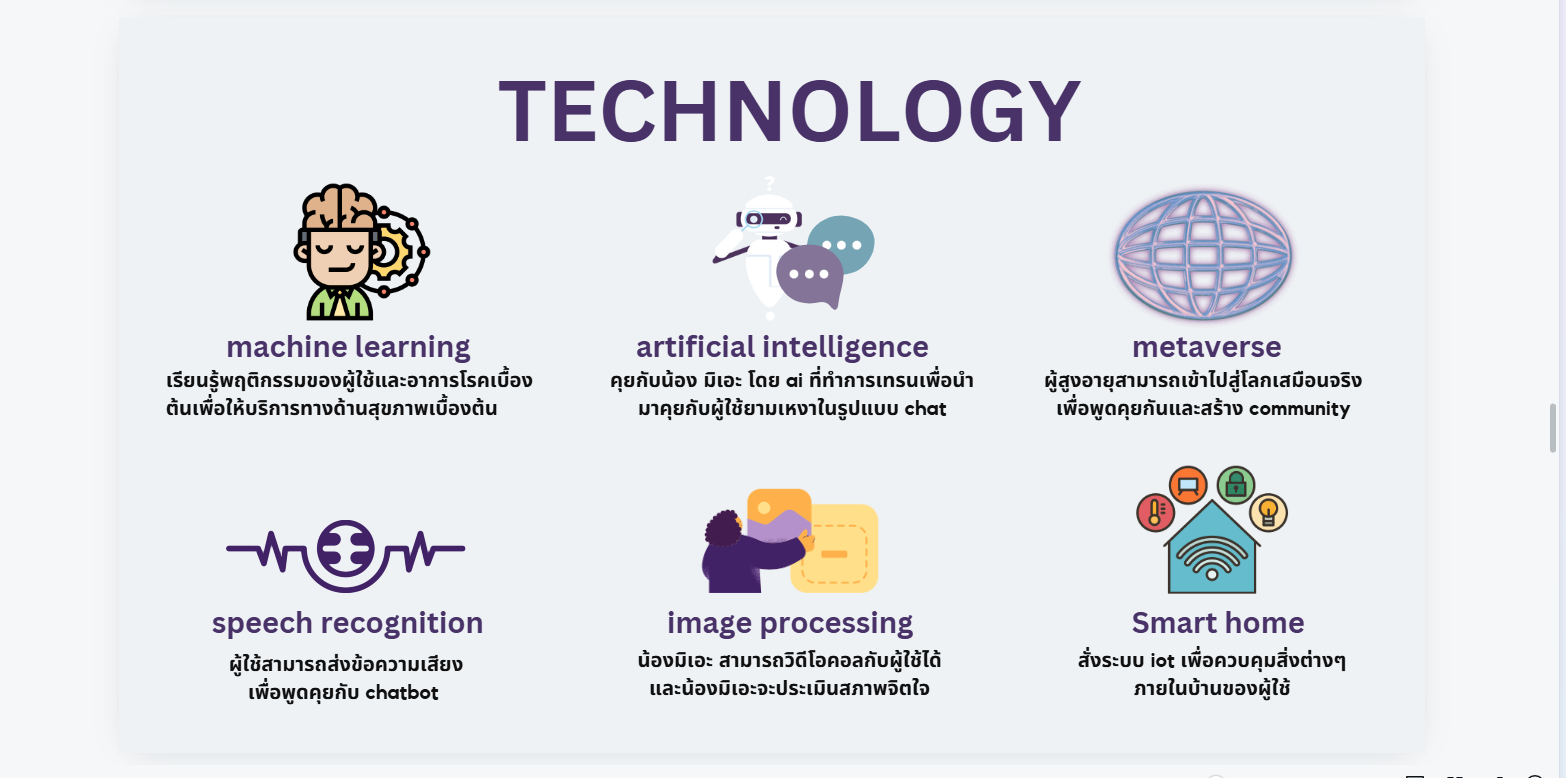 TECHNOLOGY
?
machine learning
เรียนรู้พฤติกรรมของผู้ใช้และอาการโรคเบื้อง
ต้นเพื่อให้บริการทางด้านสุขภาพเบื้องต้น
artificial intelligence
คุยกับน้อง มิเอะ โดย ai ที่ทำการเทรนเพื่อนำ
มาคุยกับผู้ใช้ยามเหงาในรูปแบบ chat
metaverse
ผู้สูงอายุสามารถเข้าไปสู่โลกเสมือนจริง
เพื่อพูดคุยกันและสร้าง community
speech recognition
ผู้ใช้สามารถส่งข้อความเสียง
เพื่อพูดคุยกับ chatbot
image processing
น้องมิเอะ สามารถวิดีโอคอลกับผู้ใช้ได้
และน้องมิเอะจะประเมินสภาพจิตใจ
Smart home
สั่งระบบ iot เพื่อควบคุมสิ่งต่างๆ
ภายในบ้านของผู้ใช้